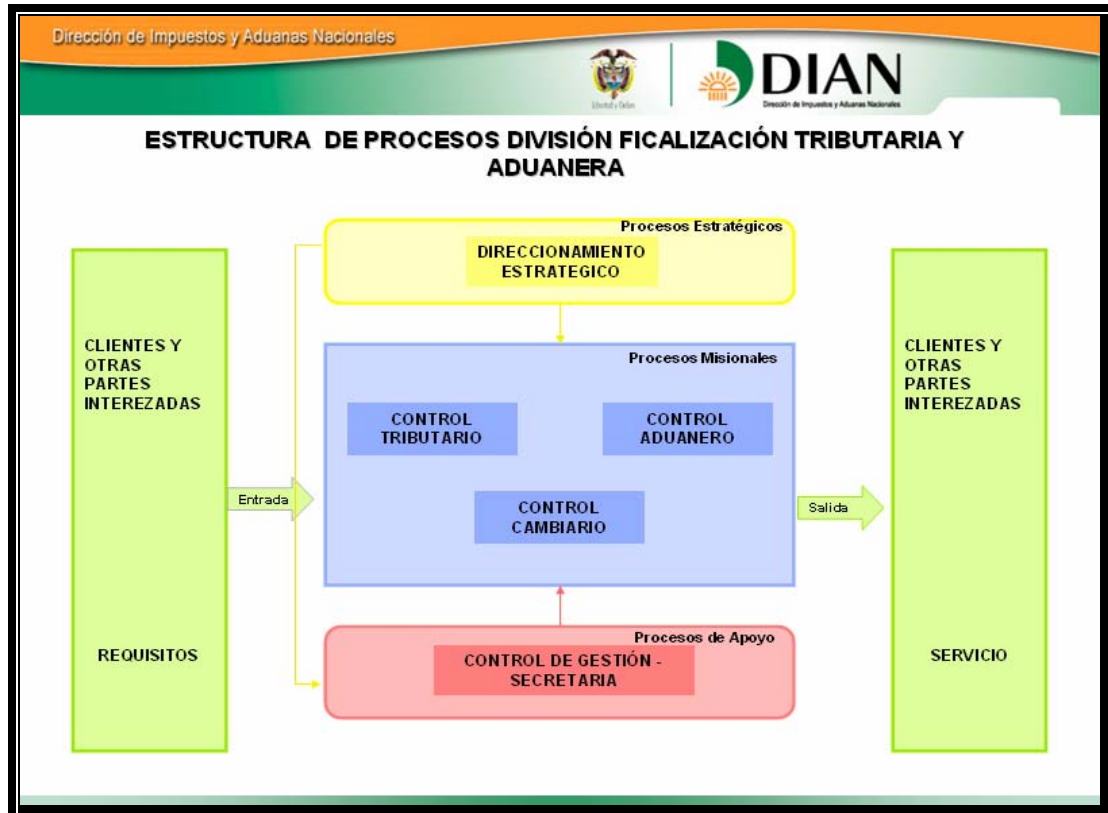 Dirección de Impuestos y Aduanas Nacionales
Libertad y Orden
DIAN
Dirección de Impuestos y Aduanas Nacionales
ESTRUCTURA DE PROCESOS DIVISIÓN FICALIZACIÓN TRIBUTARIA Y
ADUANERA
CLIENTES Y
OTRAS
PARTES
INTEREZADAS
REQUISITOS
Entrada
Procesos Estratégicos
DIRECCIONAMIENTO
ESTRATEGICO
Procesos Misionales
CONTROL
TRIBUTARIO
CONTROL
ADUANERO
CONTROL
CAMBIARIO
Procesos de Apoyo
CONTROL DE GESTIÓN -
SECRETARIA
Salida
CLIENTES Y
OTRAS
PARTES
INTEREZADAS
SERVICIO